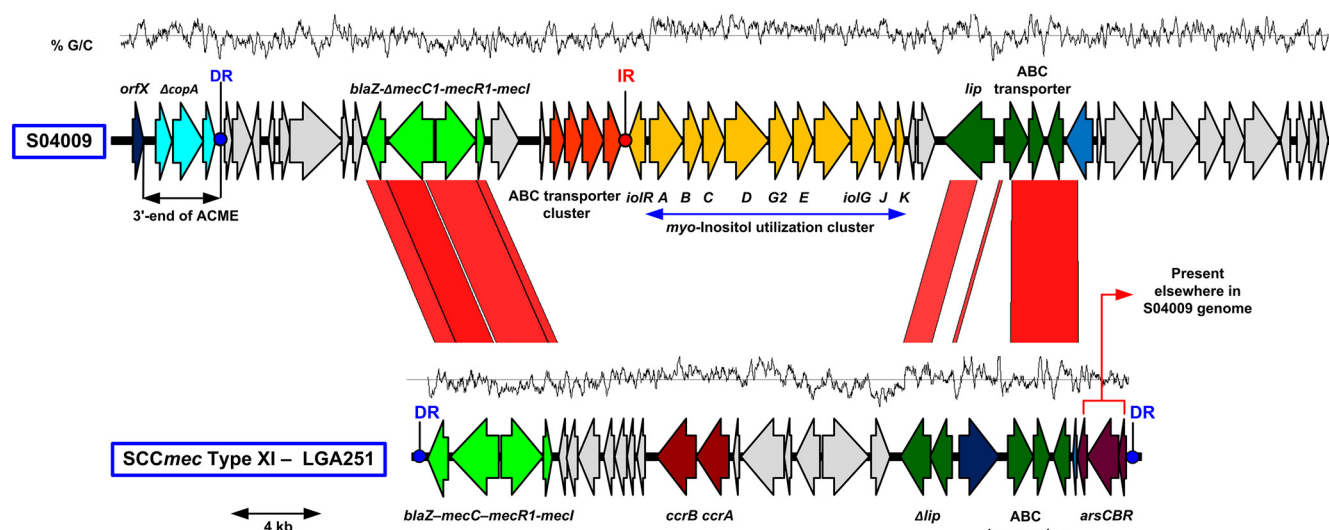 % G/C
orfX ΔcopA DR blaZ-ΔmecC1-mecR1-mecI IR lip ABC
transporter
S04009
3'-end of ACME
ABC transporter
cluster
iolR A B C D G2 E iolG J K
myo-Inositol utilization cluster
Present
elsewhere in
S04009 genome
DR DR
SCCmec Type XI – LGA251
4 kb
blaZ–mecC–mecR1-mecI ccrB ccrA Δlip ABC arsCBR